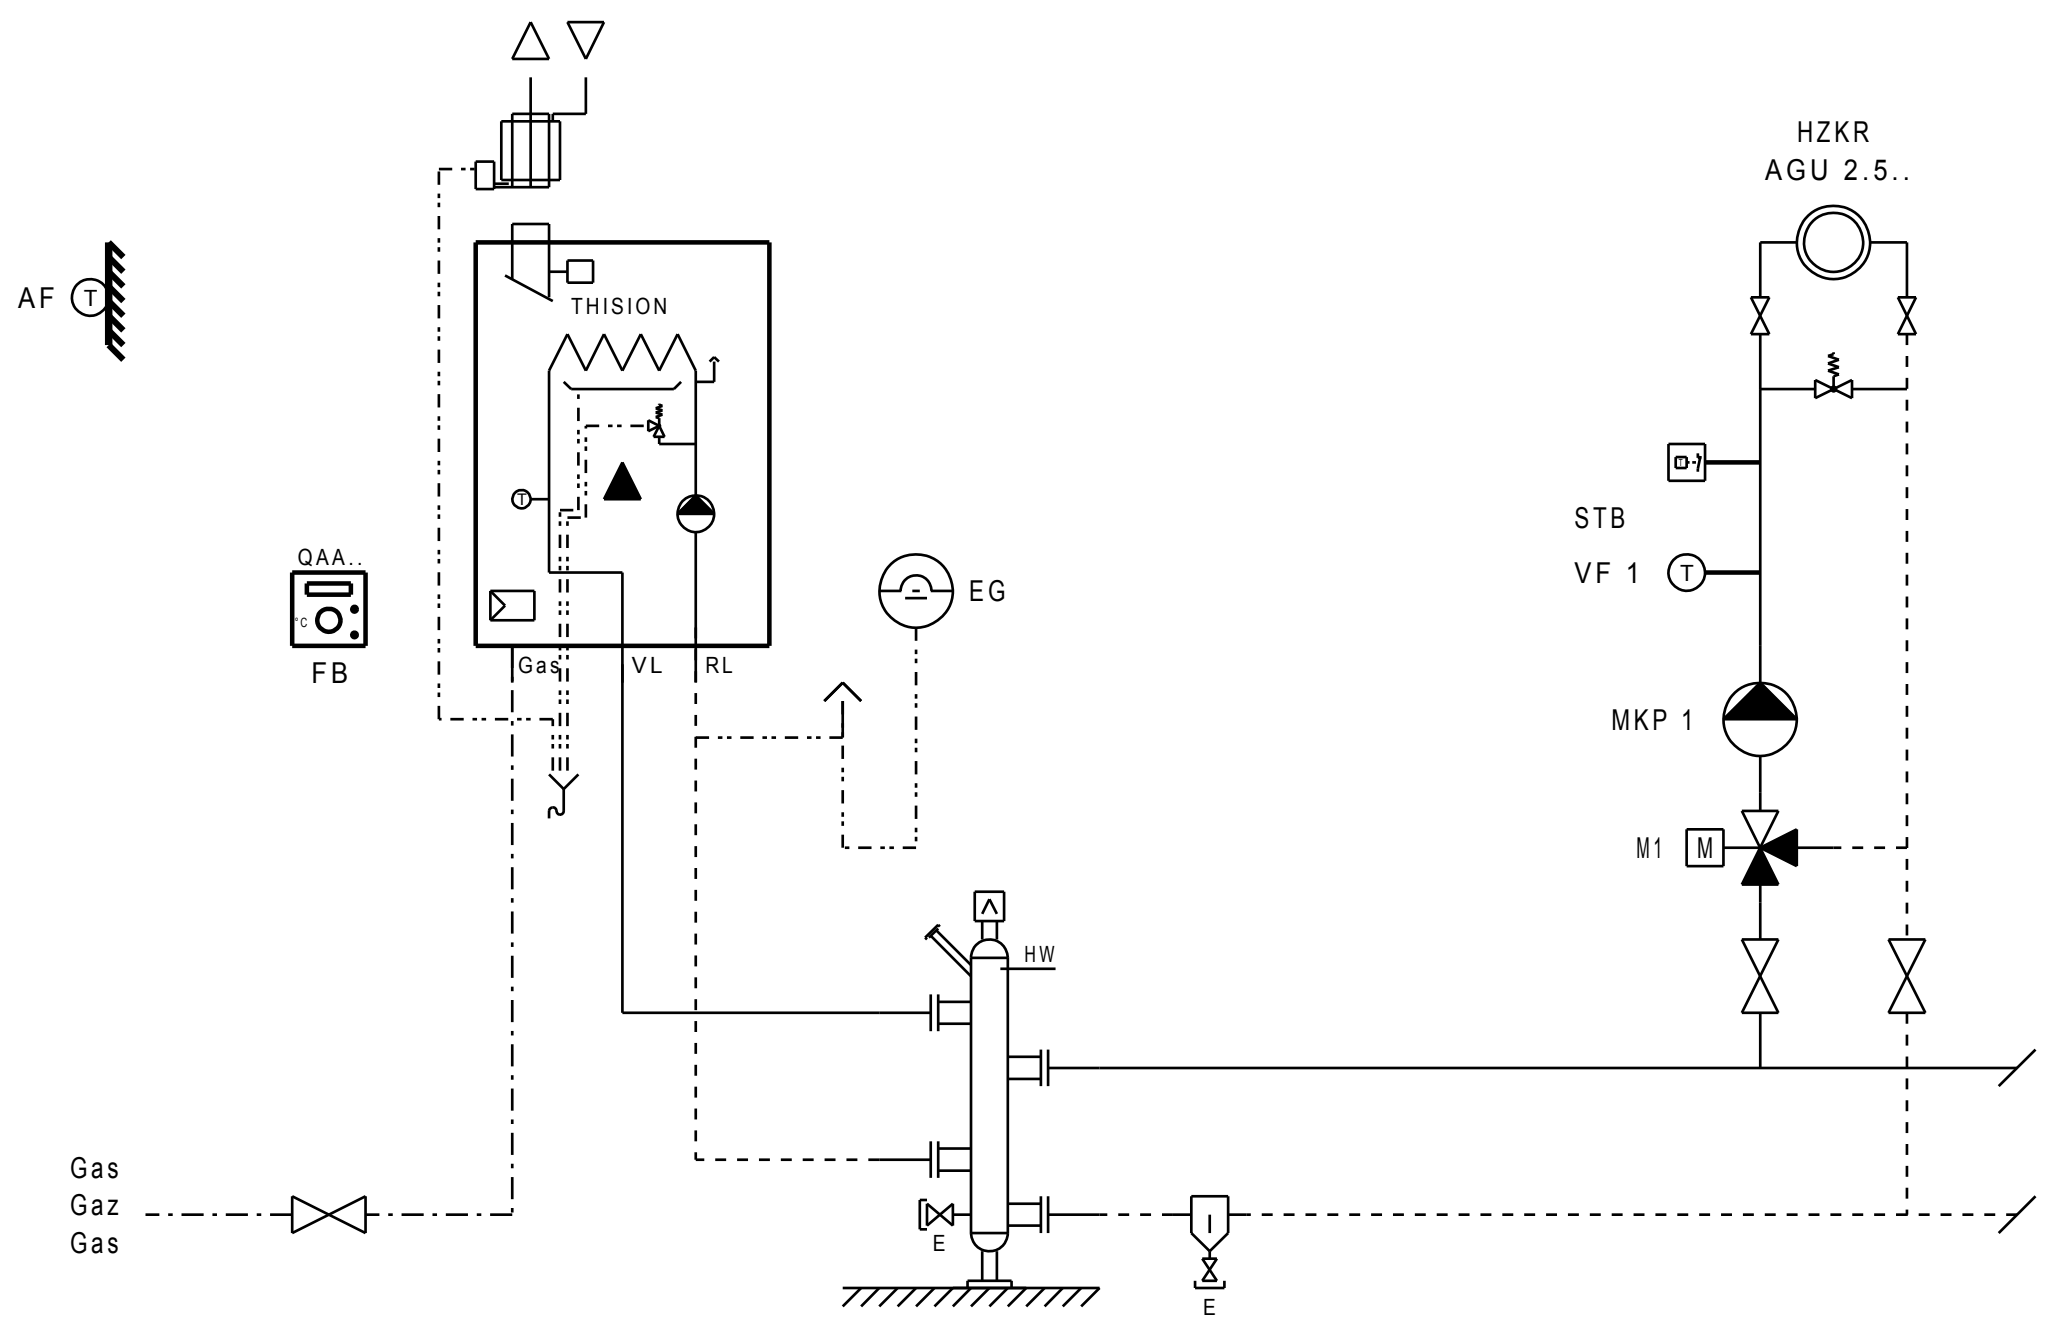 HZKR
AGU 2.5..
AF T
THISION
T
T
STB
QAA..
°C
FB
VF 1 T
EG
Gas VL RL
MKP 1
M1 M
HW
Gas
Gaz
Gas
E
E